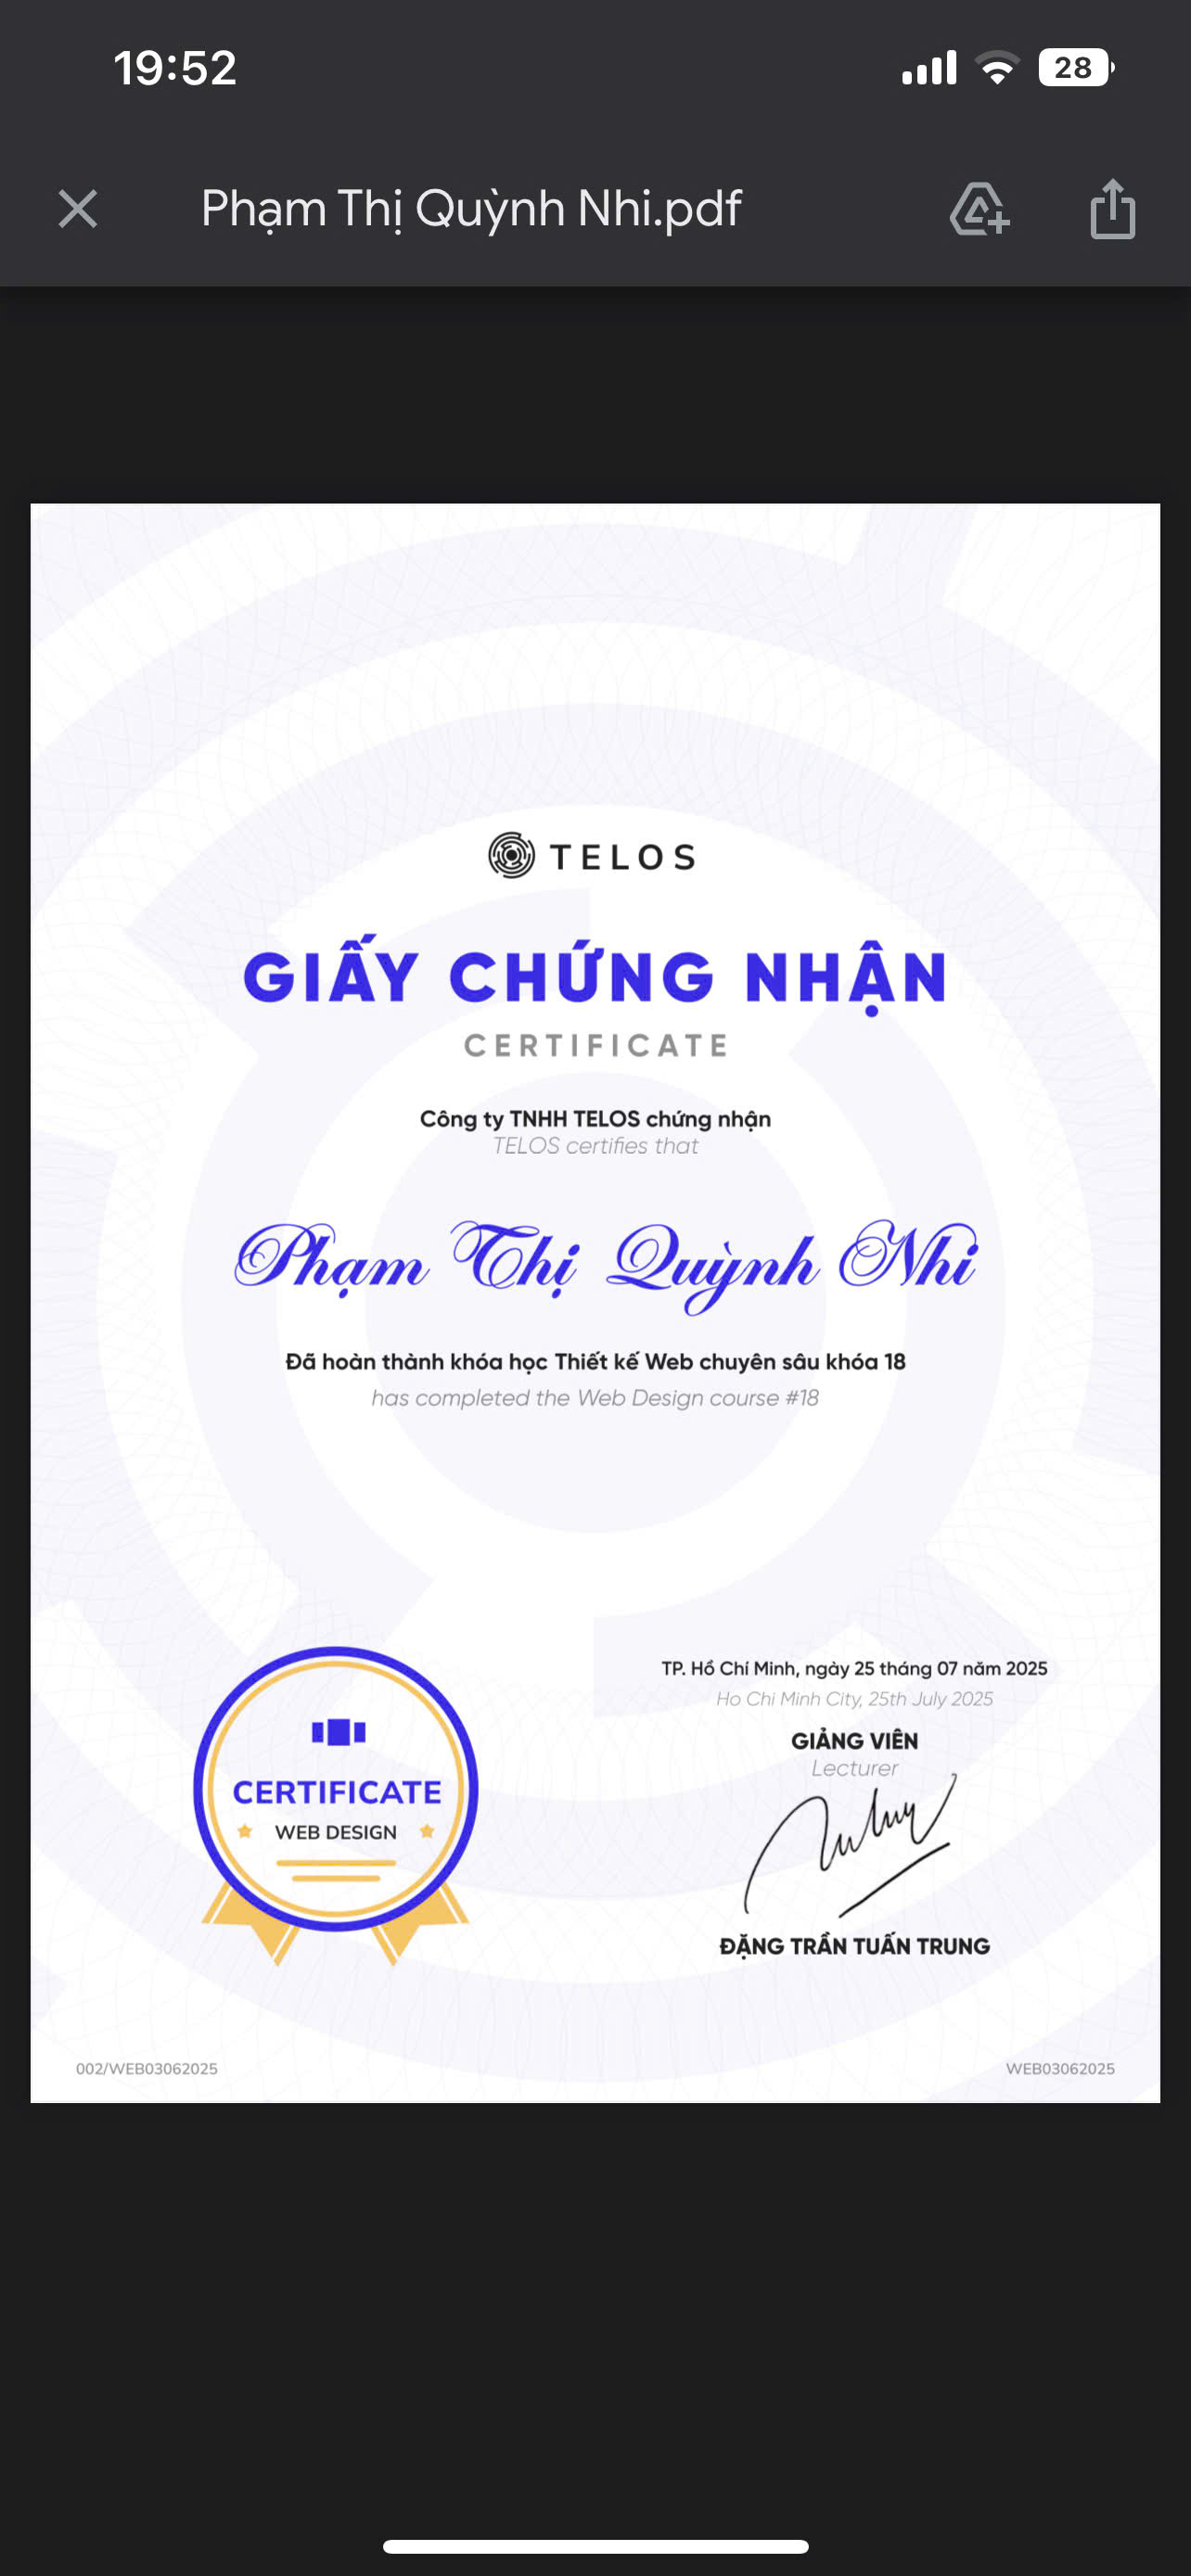 19:52
28
Phạm Thị Quỳnh Nhi.pdf
TELOS
GIẤY CHỨNG NHẬN
CERTIFICATE
Công ty TNHH TELOS chứng nhận
TELOS certifies that
Phạm Thị Quỳnh Nhi
Đã hoàn thành khóa học Thiết kế Web chuyên sâu khóa 18
has completed the Web Design course #18
CERTIFICATE
WEB DESIGN
TP. Hồ Chí Minh, ngày 25 tháng 07 năm 2025
Ho Chi Minh City, 25th July 2025
GIẢNG VIÊN
Lecturer
ĐẶNG TRẦN TUẤN TRUNG
002/WEB03062025
WEB03062025